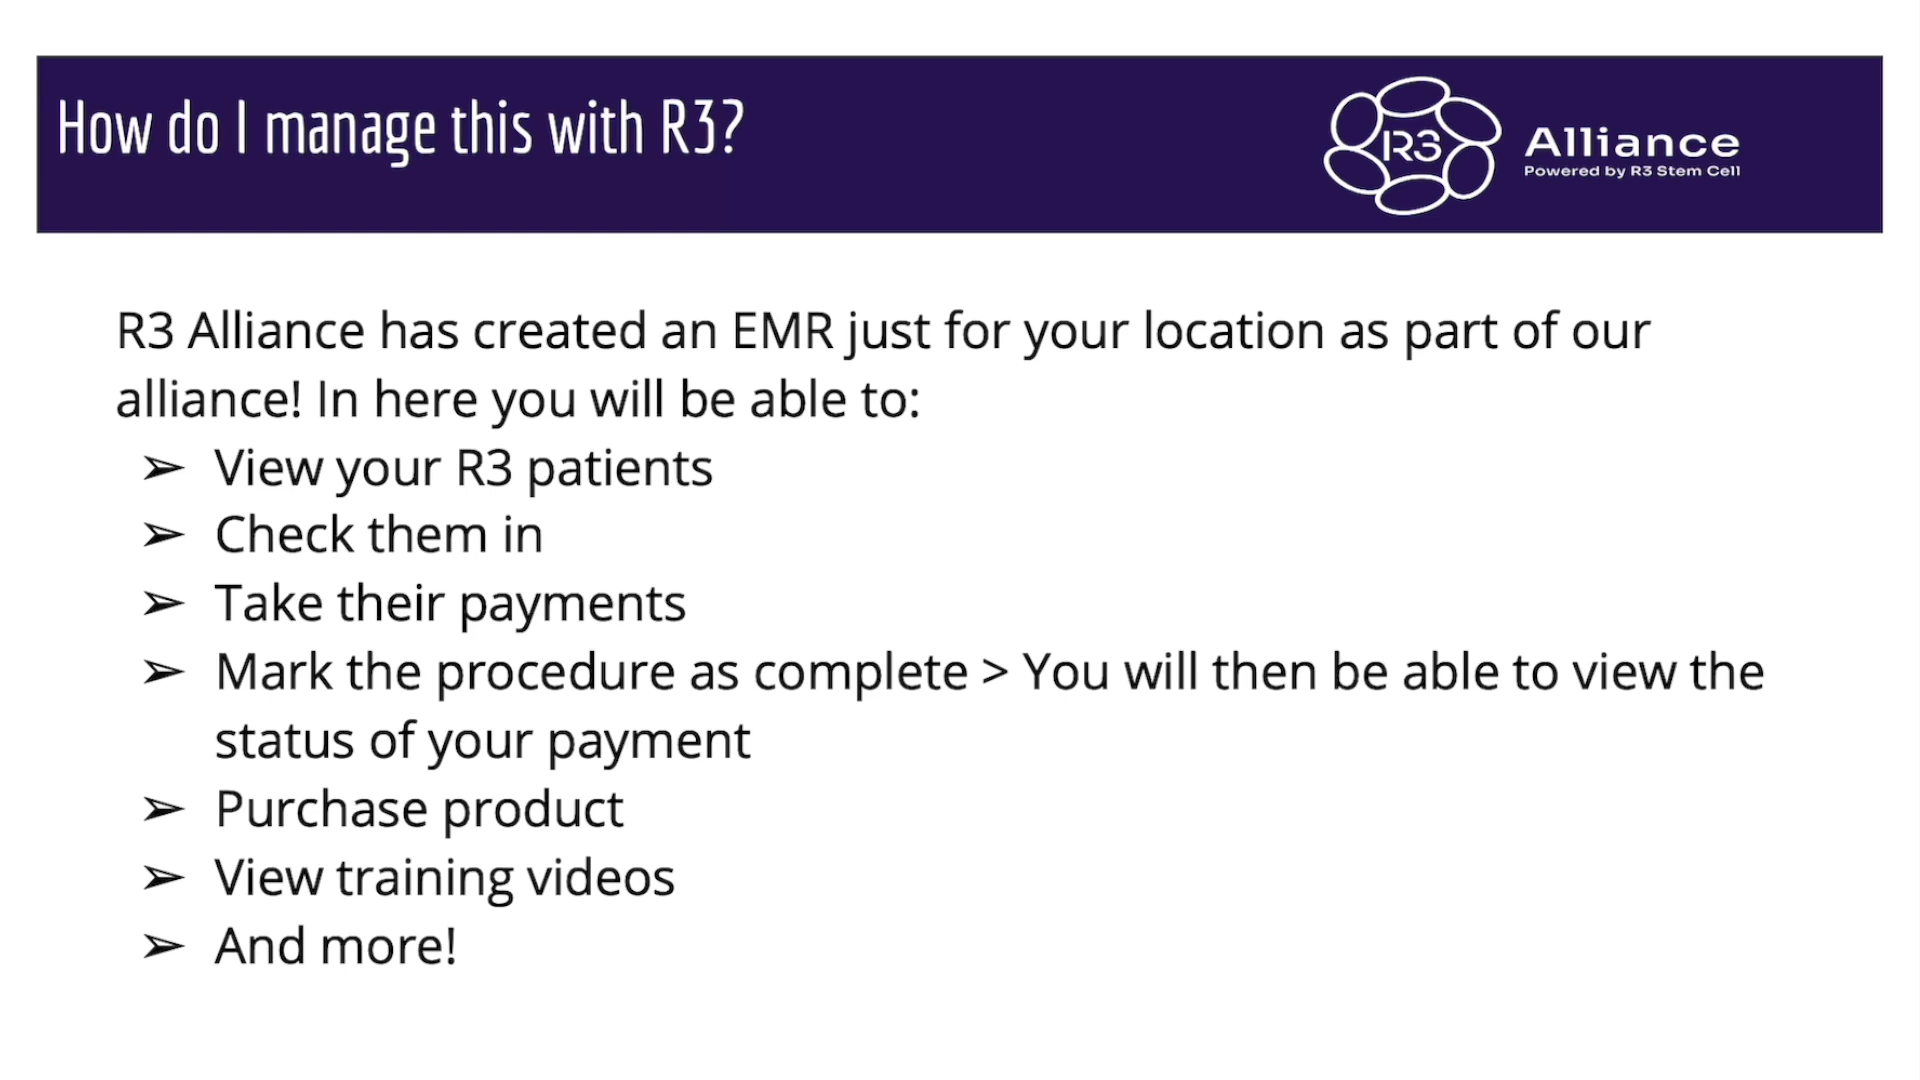 How do I manage this with R3?
R3
Alliance
Powered by R3 Stem Cell
R3 Alliance has created an EMR just for your location as part of our
alliance! In here you will be able to:
➢ View your R3 patients
➢ Check them in
➢ Take their payments
➢ Mark the procedure as complete > You will then be able to view the
status of your payment
➢ Purchase product
➢ View training videos
➢ And more!